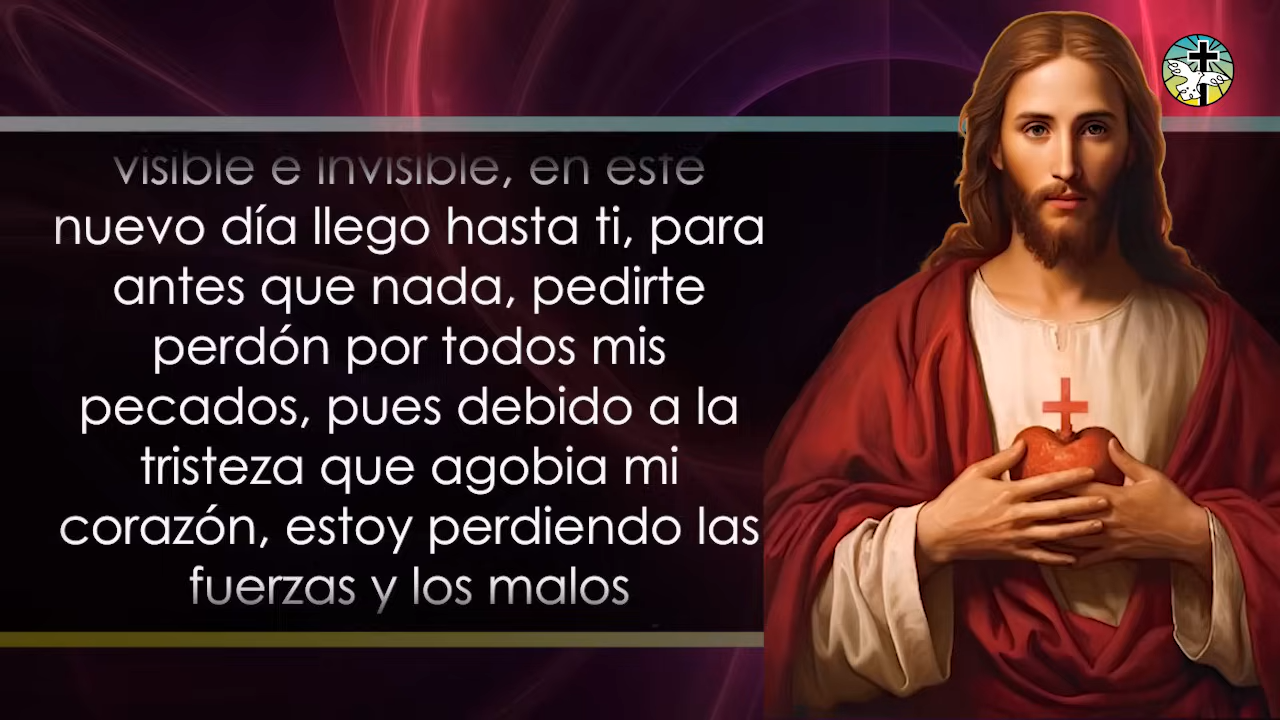 visible e invisible, en este
nuevo día llego hasta ti, para
antes que nada, pedirte
perdón por todos mis
pecados, pues debido a la
tristeza que agobia mi
corazón, estoy perdiendo las
fuerzas y los malos